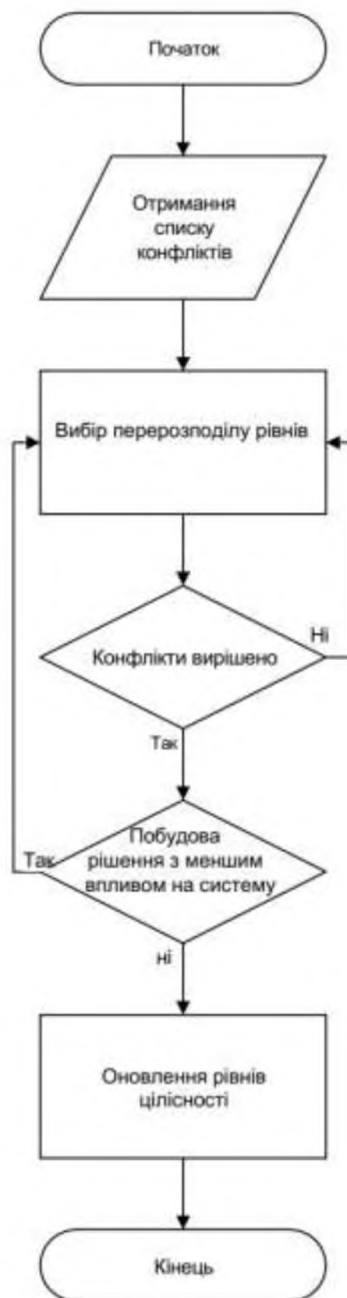 Початок
Отримання
списку
конфліктів
Вибір перерозподілу рівнів
Конфлікти вирішено
Ні
Так
Побудова
рішення з меншим
впливом на систему
Так
ні
Оновлення рівнів
цілісності
Кінець